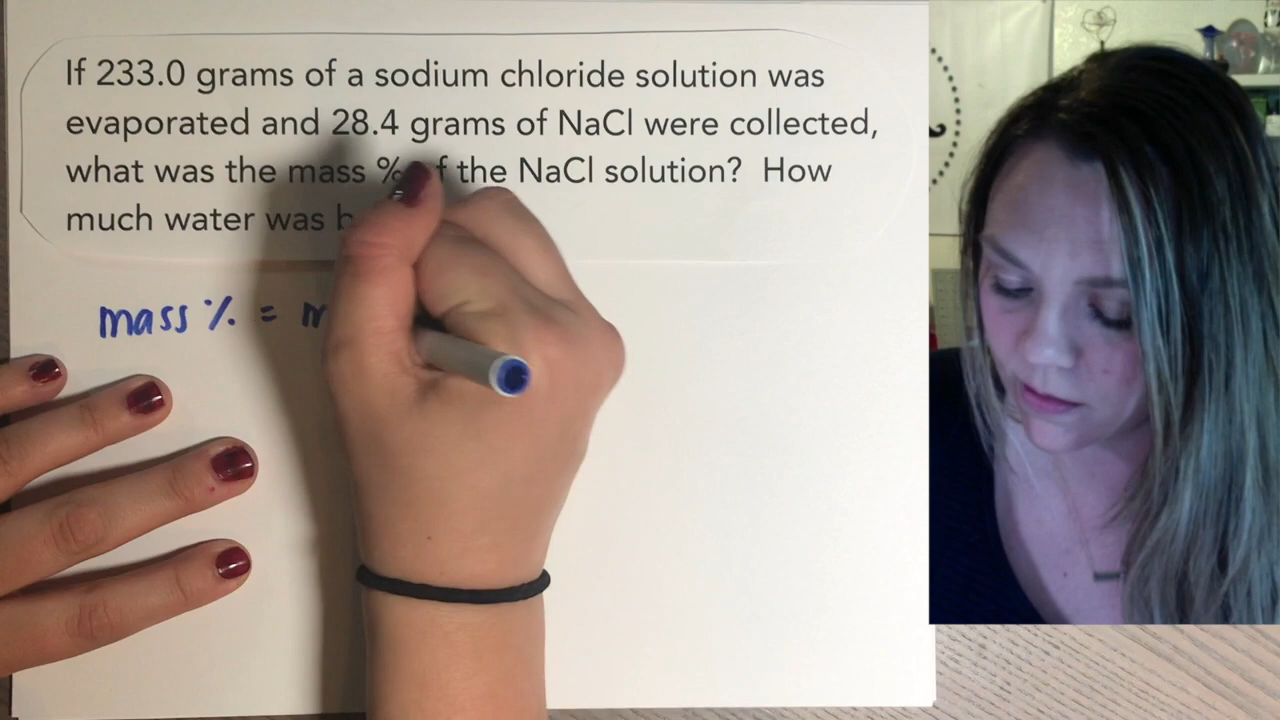 If 233.0 grams of a sodium chloride solution was
evaporated and 28.4 grams of NaCl were collected,
what was the mass % of the NaCl solution? How
much water was
mass % =